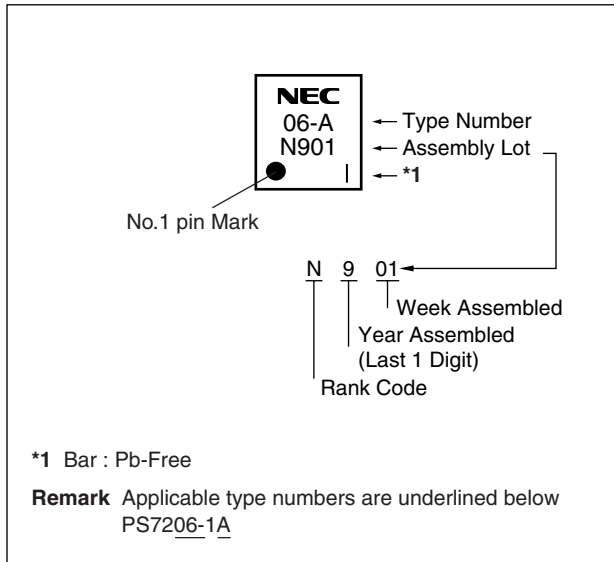 NEC
06-A ← Type Number
N901 ← Assembly Lot
| ← *1
No.1 pin Mark
N 9 01
Week Assembled
Year Assembled
(Last 1 Digit)
Rank Code
*1 Bar : Pb-Free
Remark Applicable type numbers are underlined below
PS7206-1A